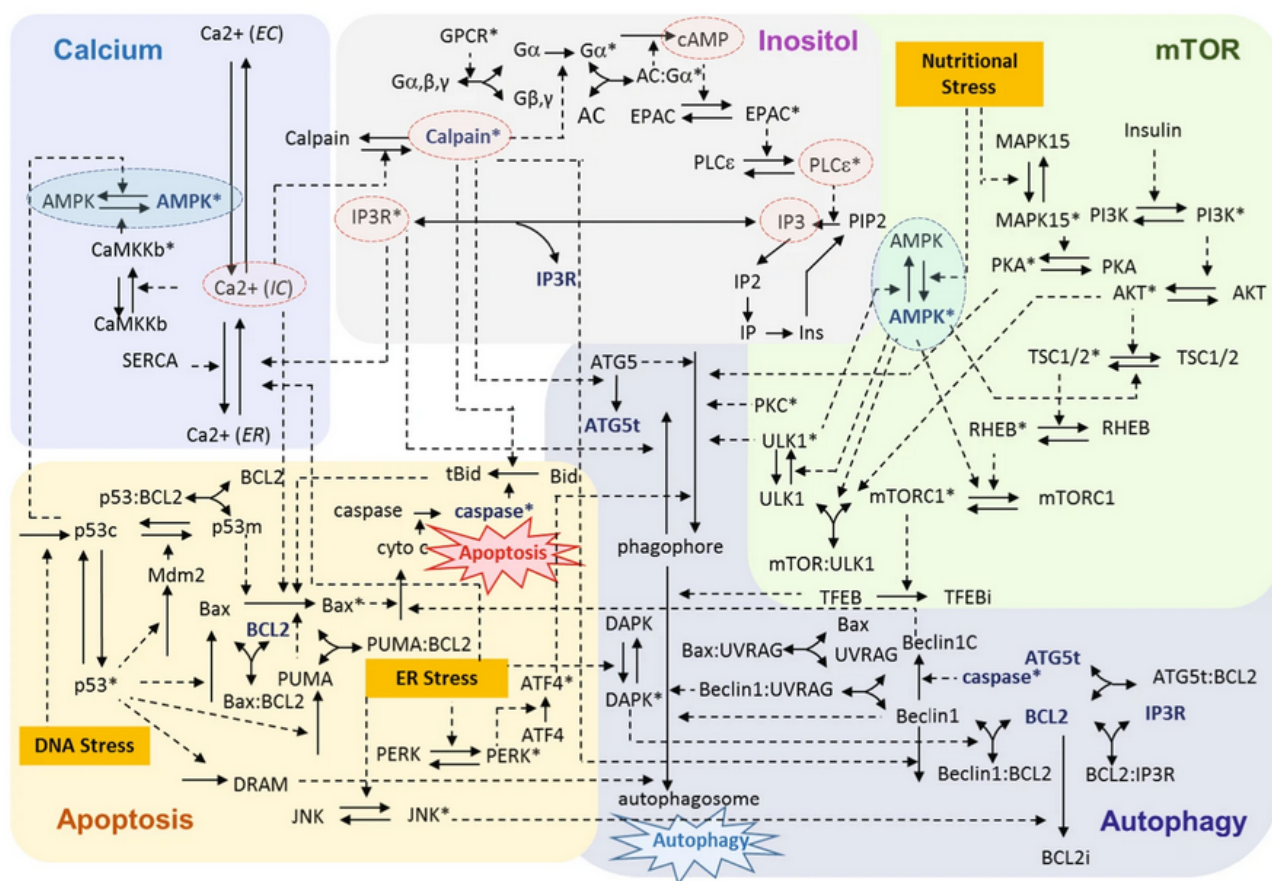 Calcium
Ca2+ (EC)
AMPK
AMPK*
CaMKKb*
Ca2+ (IC)
CaMKKb
SERCA
Ca2+ (ER)
Inositol
GPCR*
Gα
Gα*
cAMP
Gα,β,γ
Gβ,γ
AC
AC:Gα*
EPAC
EPAC*
Calpain
Calpain*
PLCε
PLCε*
IP3R*
IP3
PIP2
IP3R
IP2
IP
Ins
mTOR
Nutritional
Stress
MAPK15
Insulin
MAPK15*
PI3K
PI3K*
AMPK
AMPK*
PKA*
PKA
AKT*
AKT
TSC1/2*
TSC1/2
RHEB*
RHEB
mTORC1*
mTORC1
mTOR:ULK1
TFEB
TFEBi
ATG5
ATG5t
PKC*
ULK1*
ULK1
phagophore
DAPK
DAPK*
Bax
Bax:UVRAG
UVRAG
Beclin1C
Beclin1:UVRAG
Beclin1
ATG5t
caspase*
ATG5t:BCL2
BCL2
IP3R
Beclin1:BCL2
BCL2:IP3R
BCL2i
autophagosome
Autophagy
Autophagy
BCL2
p53:BCL2
p53c
p53m
Mdm2
tBid
Bid
caspase
caspase*
cyto c
Apoptosis
Bax
Bax*
BCL2
PUMA:BCL2
PUMA
Bax:BCL2
p53*
ER Stress
ATF4*
ATF4
DNA Stress
PERK
PERK*
DRAM
JNK
JNK*
Apoptosis